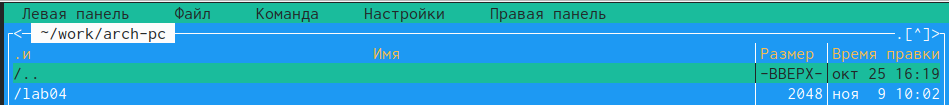 Левая панель Файл Команда Настройки Правая панель
<- ~/work/arch-pc .[^]>
.и Имя Размер Время правки
/.. -ВВЕРХ- окт 25 16:19
/lab04 2048 ноя 9 10:02